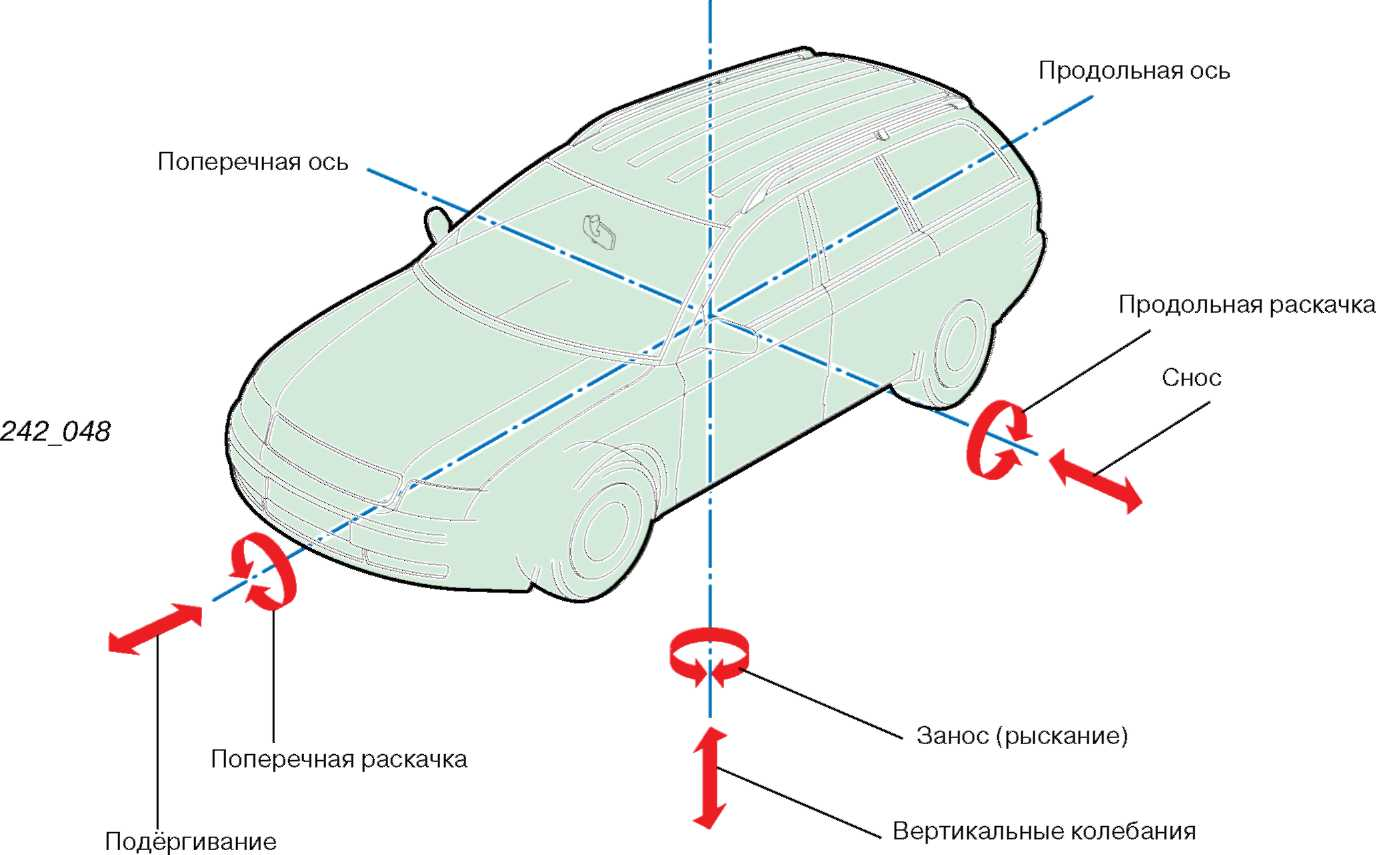 Продольная ось
Поперечная ось
Продольная раскачка
Снос
242_048
Занос (рыскание)
Поперечная раскачка
Вертикальные колебания
Подёргивание